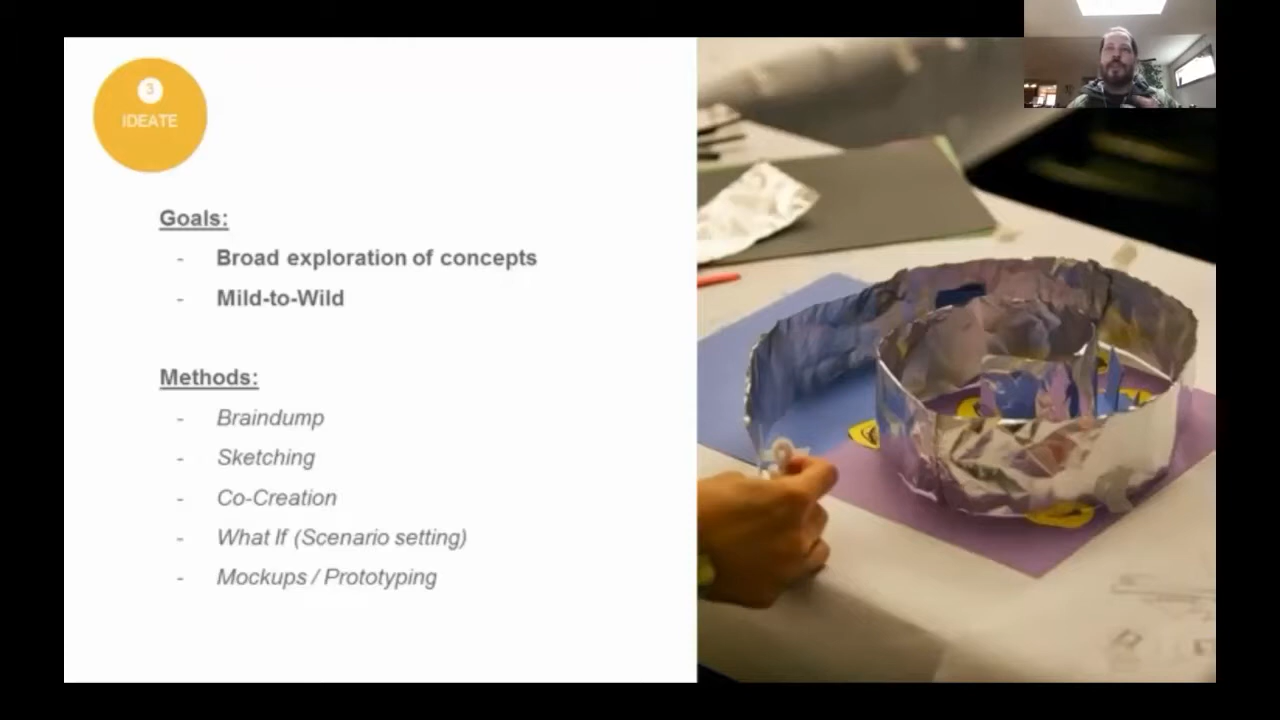 3
IDEATE
Goals:
- Broad exploration of concepts
- Mild-to-Wild
Methods:
- Braindump
- Sketching
- Co-Creation
- What If (Scenario setting)
- Mockups / Prototyping